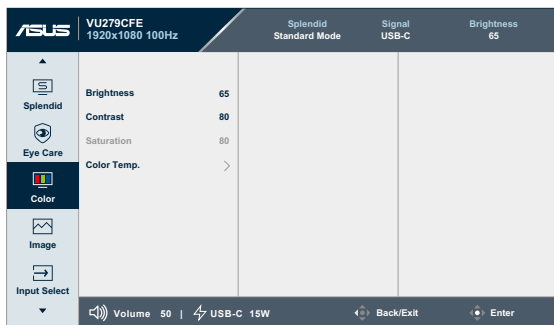 ASUS
VU279CFE
1920x1080 100Hz
Splendid
Standard Mode
Signal
USB-C
Brightness
65
Splendid
Eye Care
Color
Image
Input Select
Brightness 65
Contrast 80
Saturation 80
Color Temp.
Volume 50 | USB-C 15W
Back/Exit
Enter